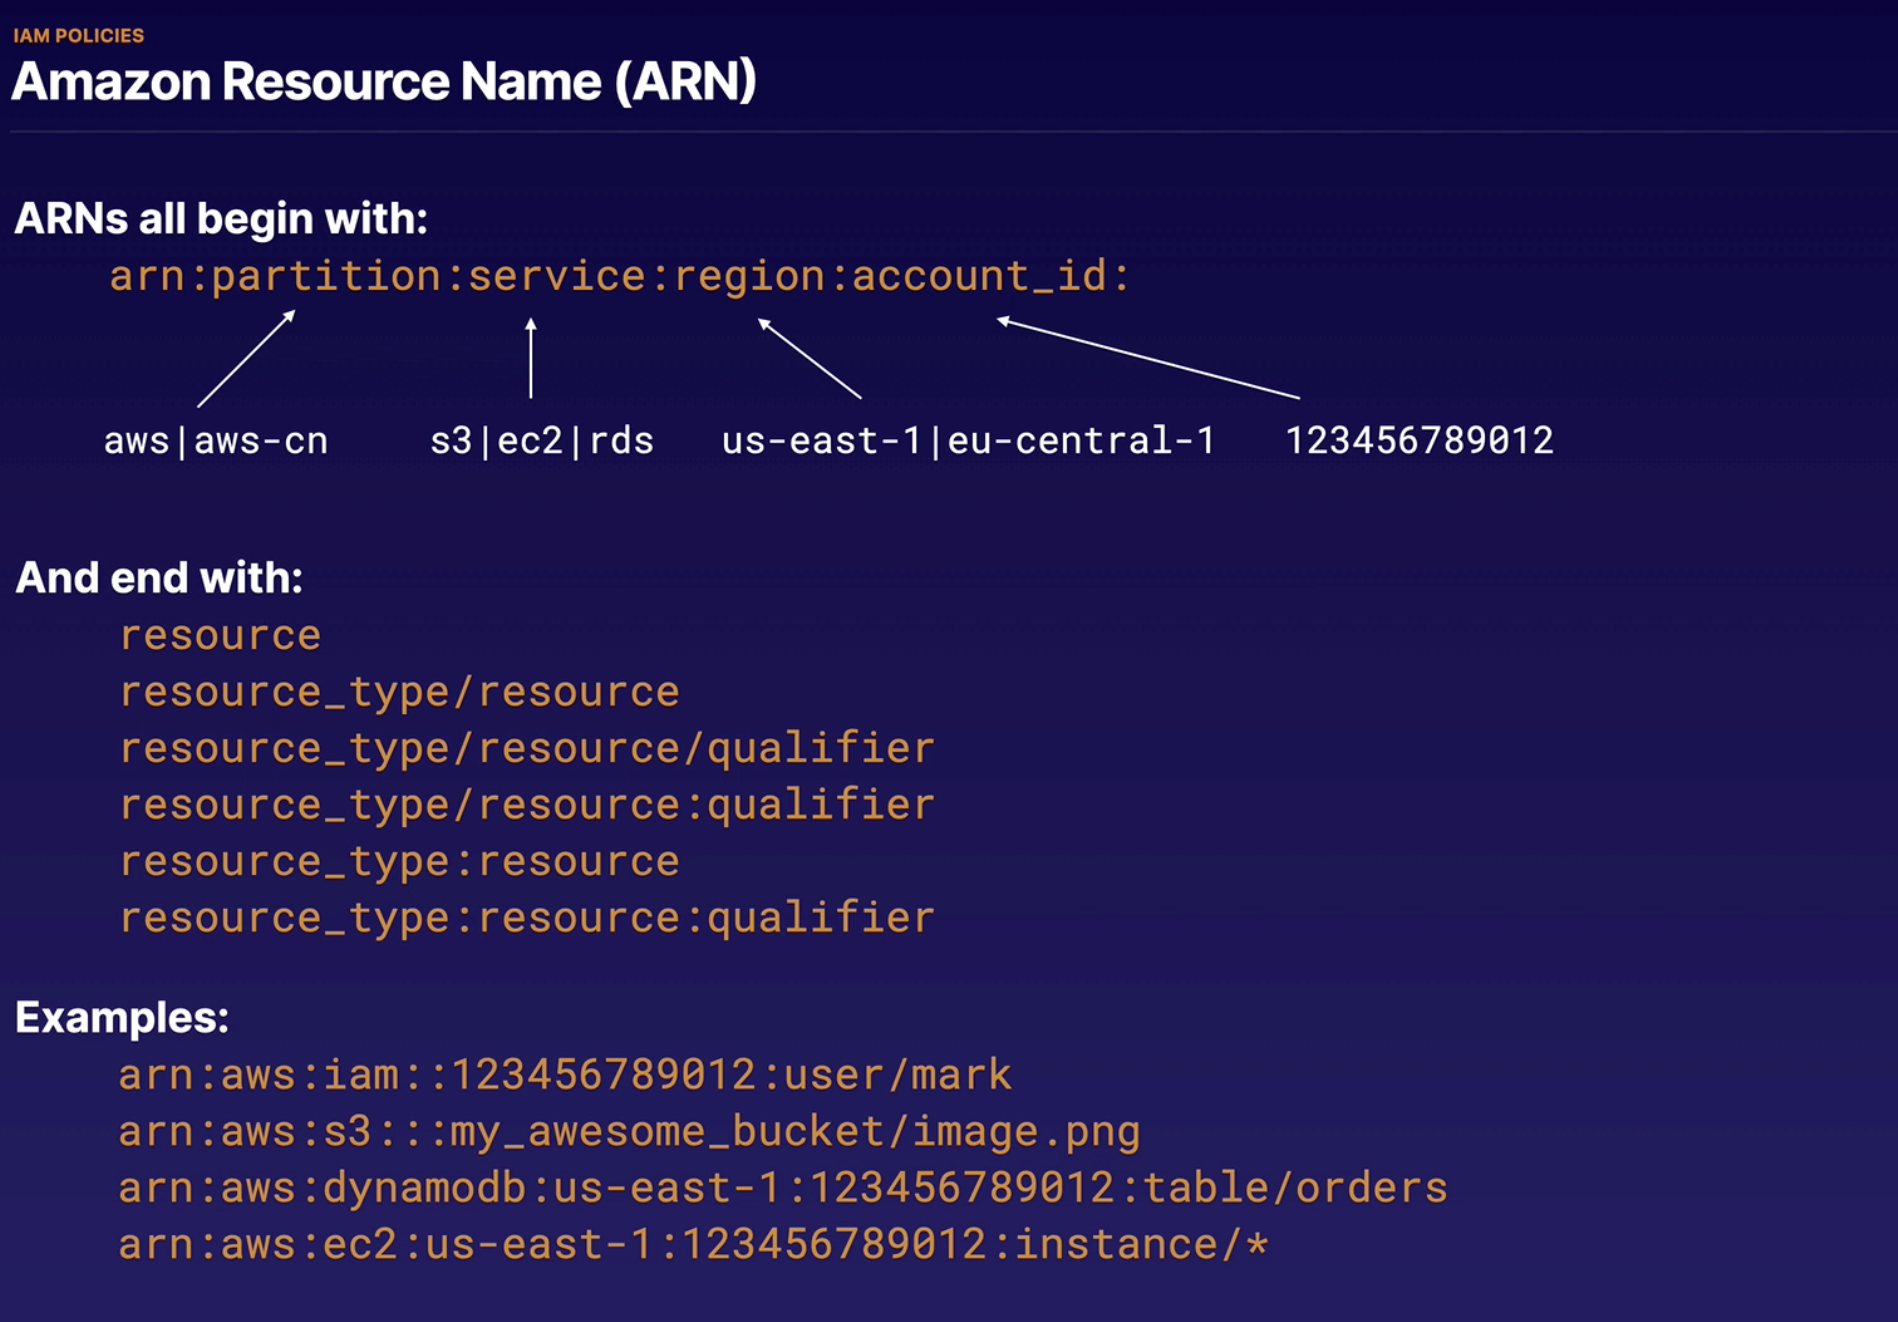 IAM POLICIES
Amazon Resource Name (ARN)
ARNs all begin with:
arn:partition:service:region:account_id:
aws|aws-cn s3|ec2|rds us-east-1|eu-central-1 123456789012
And end with:
resource
resource_type/resource
resource_type/resource/qualifier
resource_type/resource:qualifier
resource_type:resource
resource_type:resource:qualifier
Examples:
arn:aws:iam::123456789012:user/mark
arn:aws:s3:::my_awesome_bucket/image.png
arn:aws:dynamodb:us-east-1:123456789012:table/orders
arn:aws:ec2:us-east-1:123456789012:instance/*